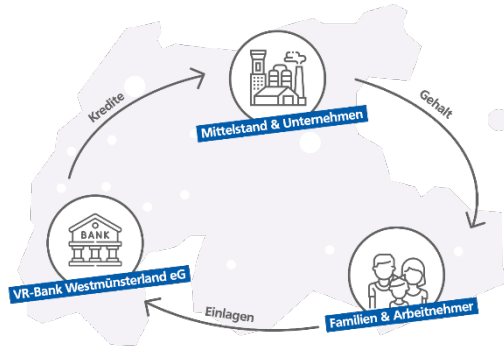 Kredite
Mittelstand & Unternehmen
Gehalt
BANK
VR-Bank Westmünsterland eG
Familien & Arbeitnehmer
Einlagen